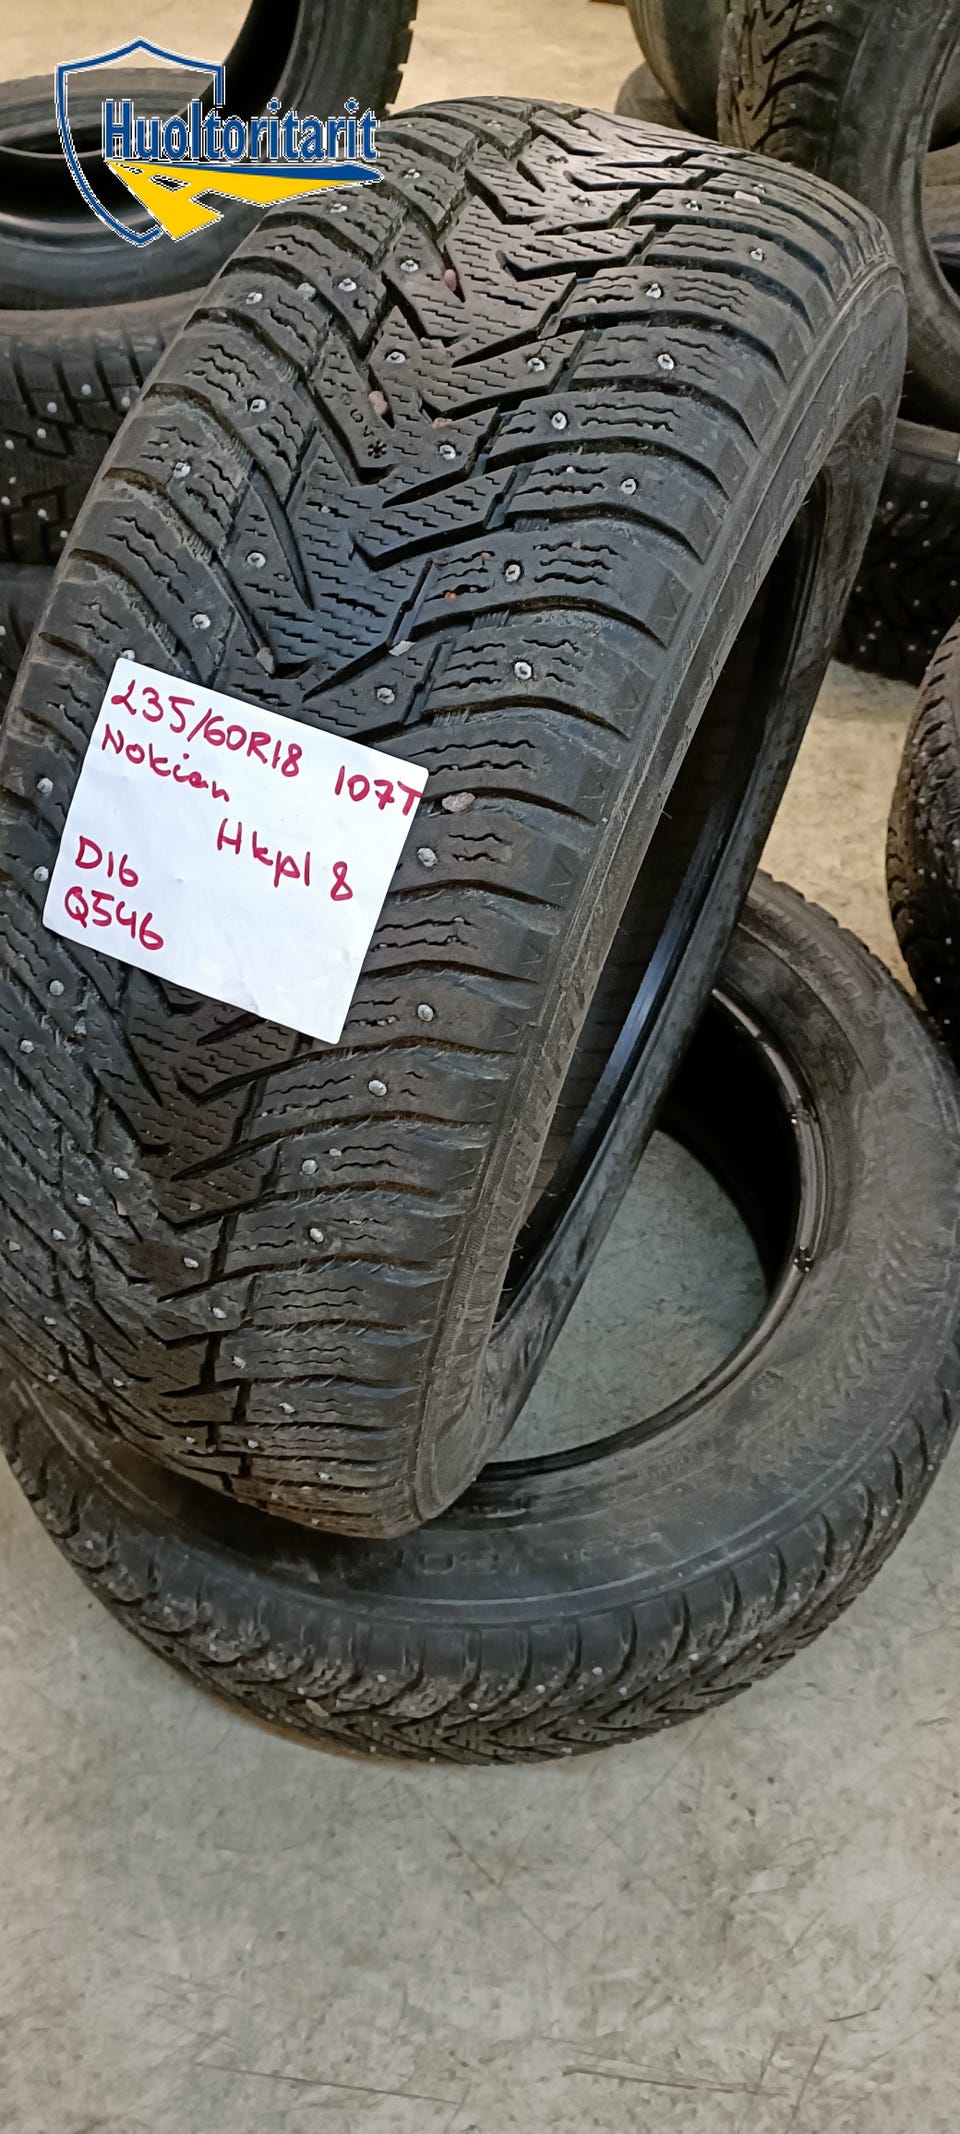 Huoltoritarit
235/60R18 107T
Nokian
Hkpl 8
D16
Q546